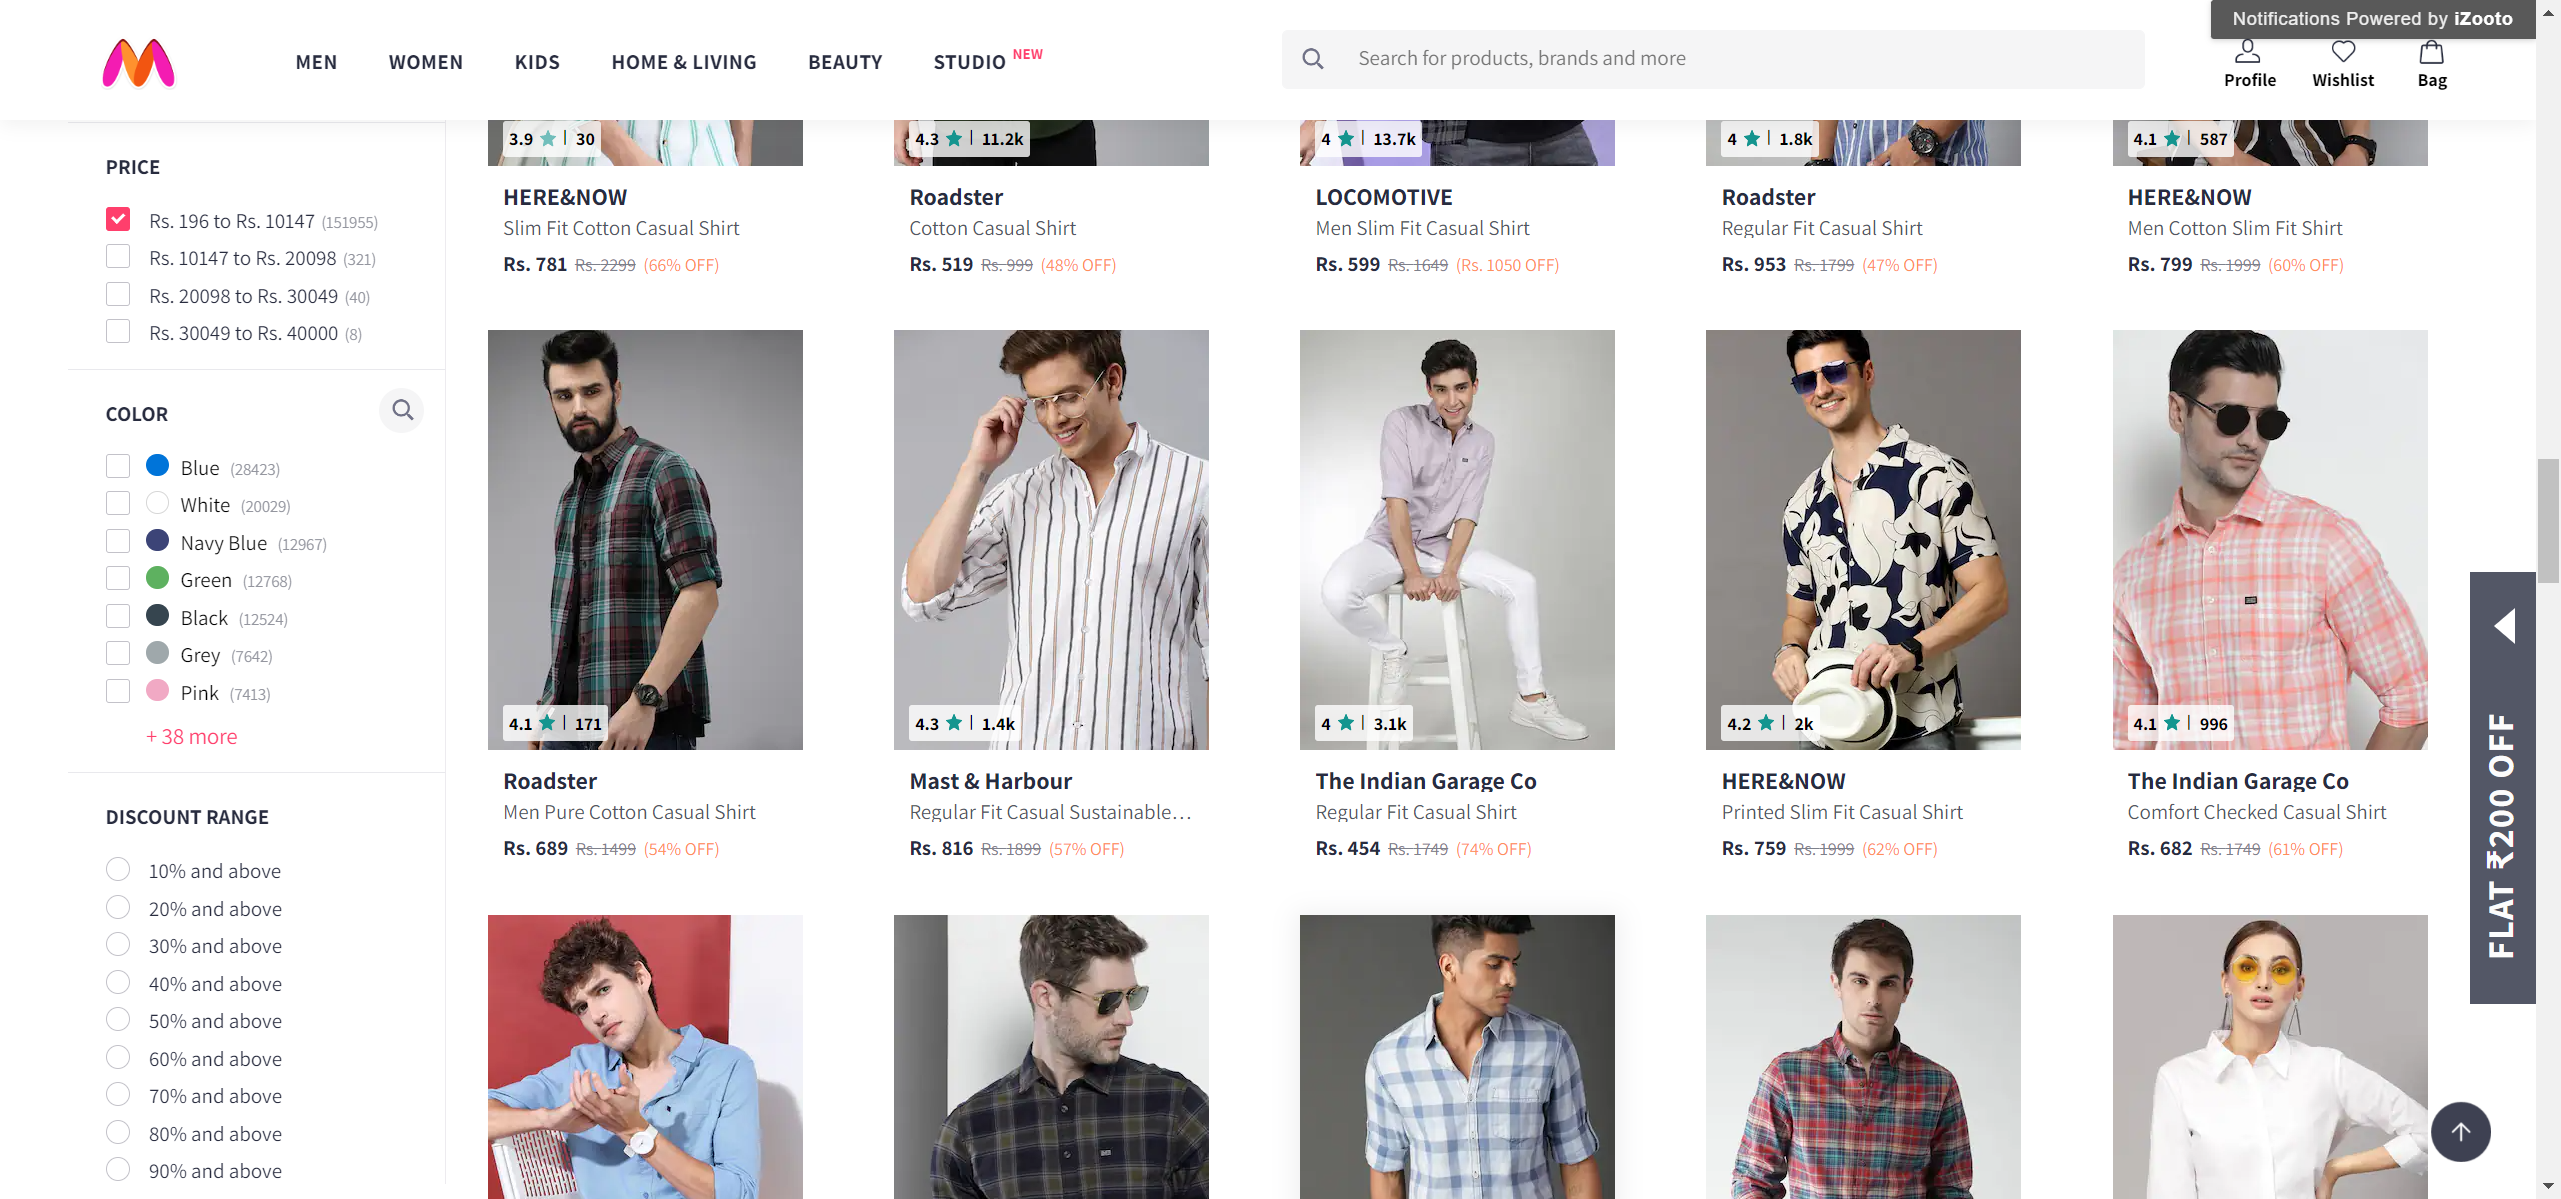 Notifications Powered by iZooto
MEN
WOMEN
KIDS
HOME & LIVING
BEAUTY
STUDIO NEW
Search for products, brands and more
Profile
Wishlist
Bag
PRICE
Rs. 196 to Rs. 10147 (151955)
Rs. 10147 to Rs. 20098 (321)
Rs. 20098 to Rs. 30049 (40)
Rs. 30049 to Rs. 40000 (8)
COLOR
Blue (28423)
White (20029)
Navy Blue (12967)
Green (12768)
Black (12524)
Grey (7642)
Pink (7413)
+ 38 more
DISCOUNT RANGE
10% and above
20% and above
30% and above
40% and above
50% and above
60% and above
70% and above
80% and above
90% and above
3.9 ★ | 30
HERE&NOW
Slim Fit Cotton Casual Shirt
Rs. 781 Rs. 2299 (66% OFF)
4.3 ★ | 11.2k
Roadster
Cotton Casual Shirt
Rs. 519 Rs. 999 (48% OFF)
4 ★ | 13.7k
LOCOMOTIVE
Men Slim Fit Casual Shirt
Rs. 599 Rs. 1649 (Rs. 1050 OFF)
4 ★ | 1.8k
Roadster
Regular Fit Casual Shirt
Rs. 953 Rs. 1799 (47% OFF)
4.1 ★ | 587
HERE&NOW
Men Cotton Slim Fit Shirt
Rs. 799 Rs. 1999 (60% OFF)
4.1 ★ | 171
Roadster
Men Pure Cotton Casual Shirt
Rs. 689 Rs. 1499 (54% OFF)
4.3 ★ | 1.4k
Mast & Harbour
Regular Fit Casual Sustainable...
Rs. 816 Rs. 1899 (57% OFF)
4 ★ | 3.1k
The Indian Garage Co
Regular Fit Casual Shirt
Rs. 454 Rs. 1749 (74% OFF)
4.2 ★ | 2k
HERE&NOW
Printed Slim Fit Casual Shirt
Rs. 759 Rs. 1999 (62% OFF)
4.1 ★ | 996
The Indian Garage Co
Comfort Checked Casual Shirt
Rs. 682 Rs. 1749 (61% OFF)
FLAT ₹200 OFF